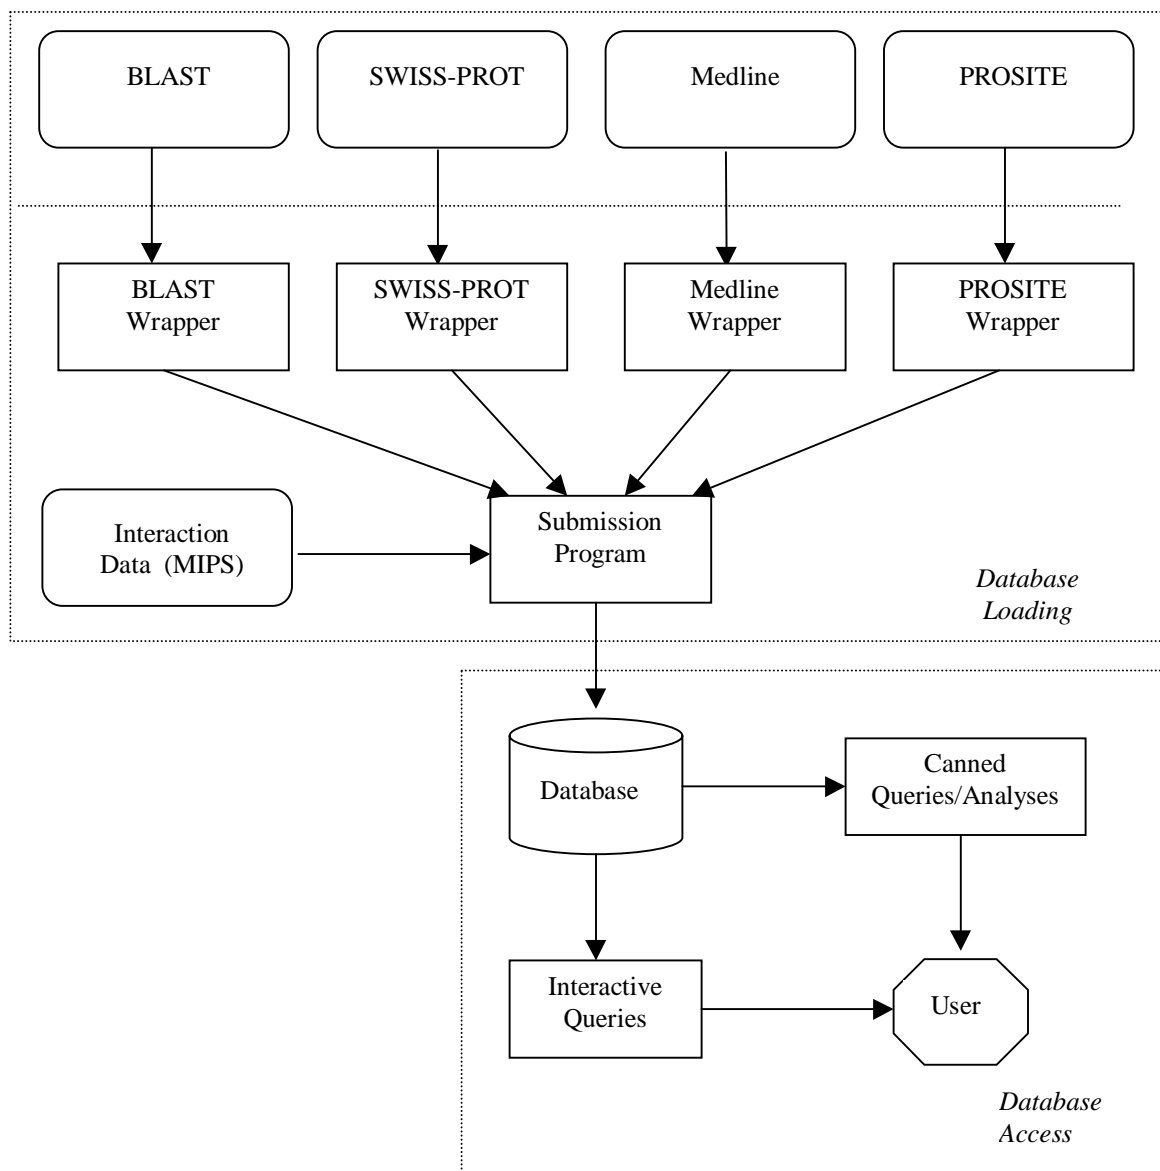 BLAST
SWISS-PROT
Medline
PROSITE
BLAST
Wrapper
SWISS-PROT
Wrapper
Medline
Wrapper
PROSITE
Wrapper
Interaction
Data (MIPS)
Submission
Program
Database
Loading
Database
Canned
Queries/Analyses
Interactive
Queries
User
Database
Access